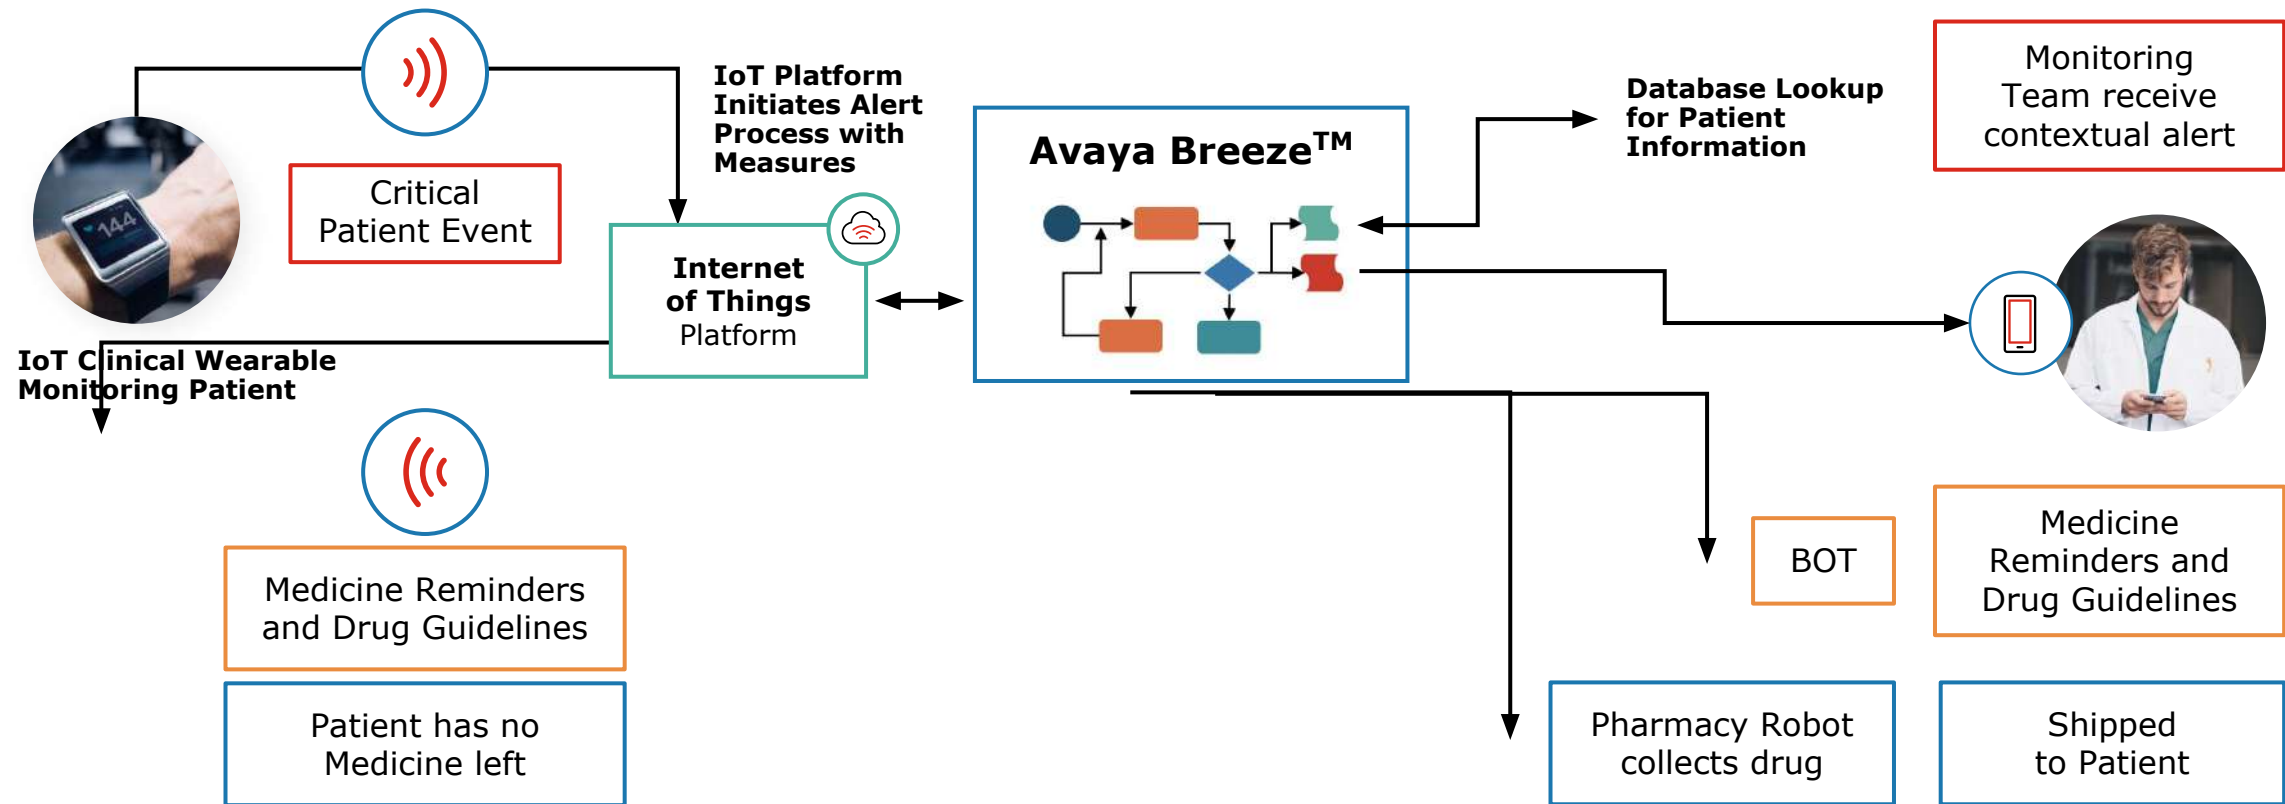 IoT Platform
Initiates Alert
Process with
Measures
Critical
Patient Event
144
IoT Clinical Wearable
Monitoring Patient
Internet
of Things
Platform
Avaya Breeze™
Database Lookup
for Patient
Information
Monitoring
Team receive
contextual alert
Medicine Reminders
and Drug Guidelines
Patient has no
Medicine left
BOT
Medicine
Reminders and
Drug Guidelines
Pharmacy Robot
collects drug
Shipped
to Patient